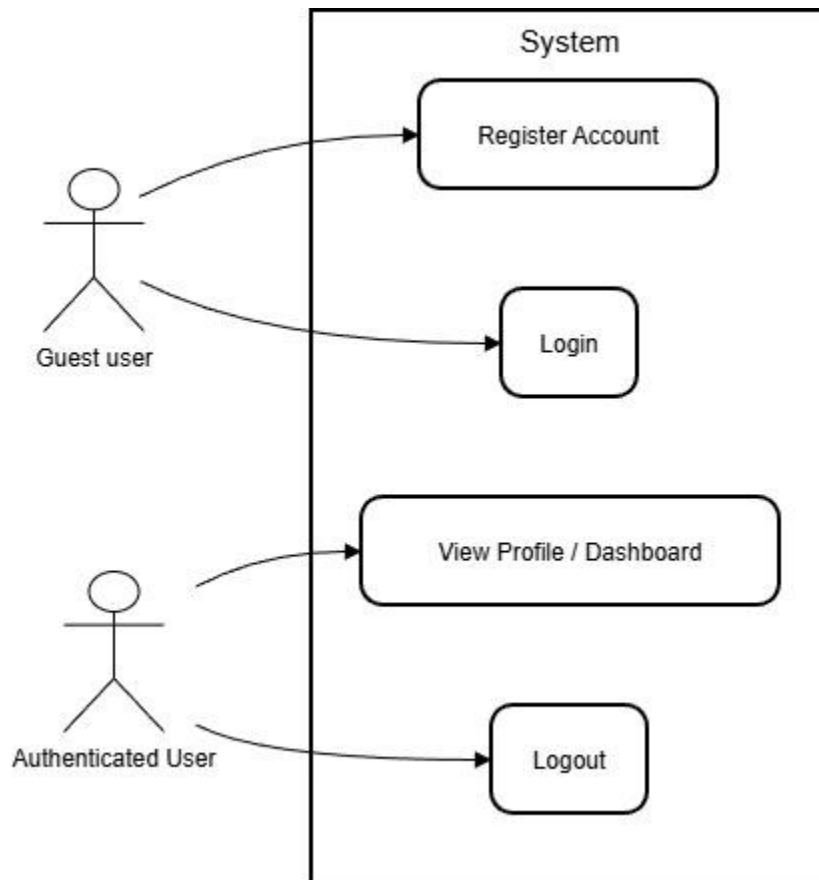 System
Register Account
Guest user
Login
View Profile / Dashboard
Authenticated User
Logout